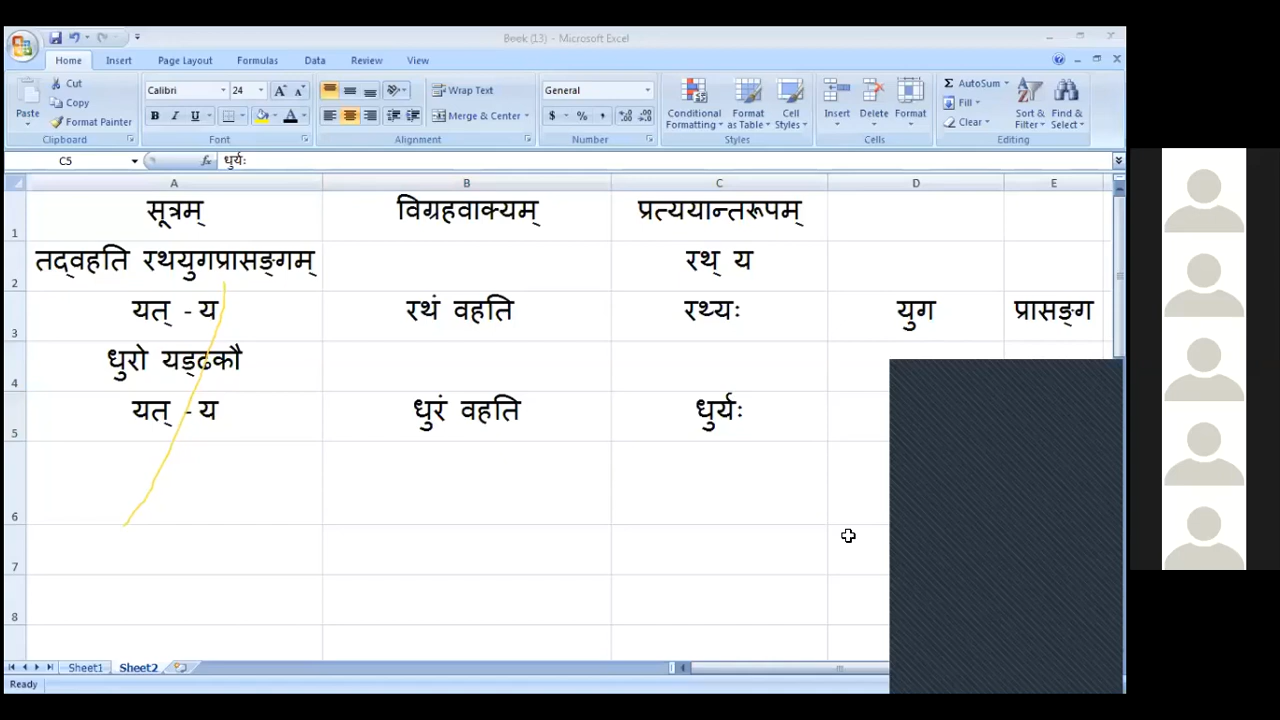 Beek (13) - Microsoft Excel
Home Insert Page Layout Formulas Data Review View
Cut
Copy
Format Painter
Paste
Clipboard
Calibri 24
B I U
Font
Wrap Text
Merge & Center
Alignment
General
$ % ,
Number
Conditional Formatting
Format as Table
Cell Styles
Styles
Insert Delete Format
Cells
AutoSum
Fill
Clear
Sort & Filter
Find & Select
Editing
C5 fx धुर्यः
A B C D E
1 सूत्रम् विग्रहवाक्यम् प्रत्ययान्तरूपम्
2 तद्वहति रथयुगप्रासङ्गम् रथ् य
3 यत् - य रथं वहति रथ्यः युग प्रासङ्ग
4 धुरो यड्ढकौ
5 यत् - य धुरं वहति धुर्यः
6
7
8
Sheet1 Sheet2
Ready